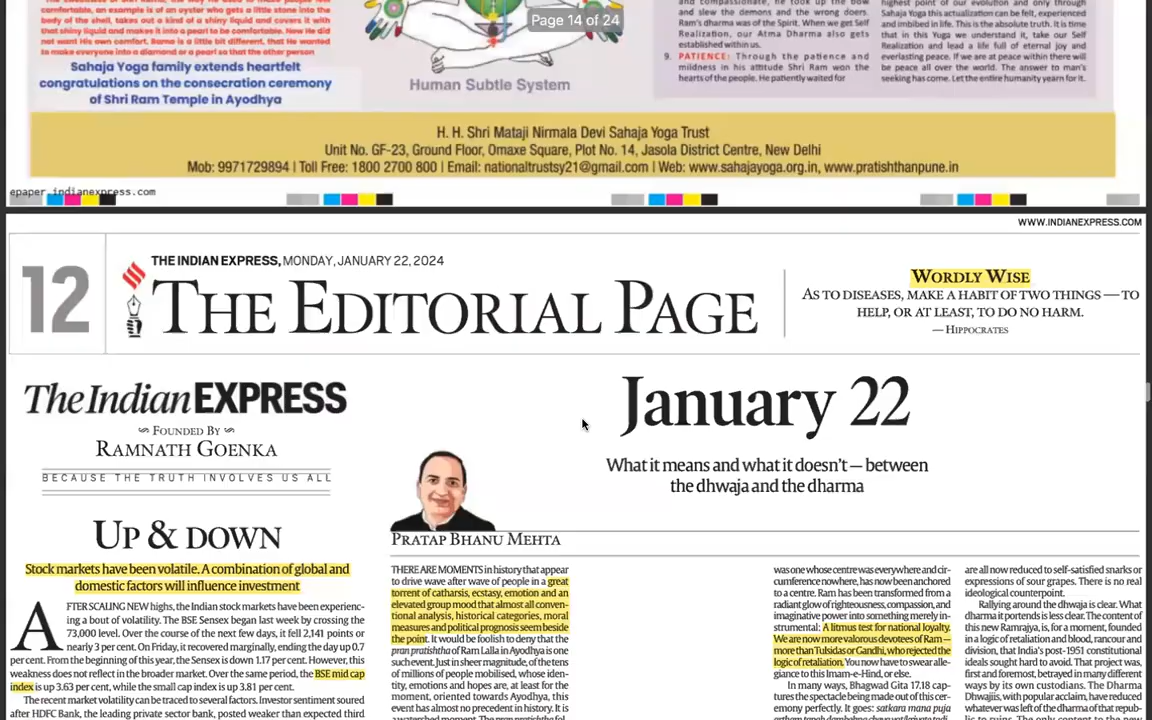 comfortable, an example is of an oyster who gets a little stone into the
body of the shell, takes out a kind of a shiny liquid and covers it with
that shiny liquid and makes it into a pearl to be comfortable. Now He did
not want His own comfort. Rama is a little bit different, that He wanted
to make everyone into a diamond or a pearl so that the other person
Sahaja Yoga family extends heartfelt
congratulations on the consecration ceremony
of Shri Ram Temple in Ayodhya
Page 14 of 24
Human Subtle System
and compassionate, he took up the bow
and slew the demons and the wrong doers.
Ram's dharma was of the Spirit. When we get Self
Realization, our Atma Dharma also gets
established within us.
9. PATIENCE: Through the patience and
mildness in his attitude Shri Ram won the
hearts of the people. He patiently waited for
highest point of our evolution and only through
Sahaja Yoga this actualization can be felt, experienced
and imbibed in life. This is the absolute truth. It is time
that in this Yuga we understand it, take our Self
Realization and lead a life full of eternal joy and
everlasting peace. If we are at peace within there will
be peace all over the world. The answer to man's
seeking has come. Let the entire humanity yearn for it.
H. H. Shri Mataji Nirmala Devi Sahaja Yoga Trust
Unit No. GF-23, Ground Floor, Omaxe Square, Plot No. 14, Jasola District Centre, New Delhi
Mob: 9971729894 | Toll Free: 1800 2700 800 | Email: nationaltrustsy21@gmail.com | Web: www.sahajayoga.org.in, www.pratishthanpune.in
epaper.indianexpress.com
WWW.INDIANEXPRESS.COM
12
THE INDIAN EXPRESS, MONDAY, JANUARY 22, 2024
THE EDITORIAL PAGE
WORDLY WISE
AS TO DISEASES, MAKE A HABIT OF TWO THINGS — TO
HELP, OR AT LEAST, TO DO NO HARM.
— HIPPOCRATES
The Indian EXPRESS
FOUNDED BY
RAMNATH GOENKA
BECAUSE THE TRUTH INVOLVES US ALL
UP & DOWN
Stock markets have been volatile. A combination of global and
domestic factors will influence investment
AFTER SCALING NEW highs, the Indian stock markets have been experienc-
ing a bout of volatility. The BSE Sensex began last week by crossing the
73,000 level. Over the course of the next few days, it fell 2,141 points or
nearly 3 per cent. On Friday, it recovered marginally, ending the day up 0.7
per cent. From the beginning of this year, the Sensex is down 1.17 per cent. However, this
weakness does not reflect in the broader market. Over the same period, the BSE mid cap
index is up 3.63 per cent, while the small cap index is up 3.81 per cent.
The recent market volatility can be traced to several factors. Investor sentiment soured
after HDFC Bank, the leading private sector bank, posted weaker than expected third
January 22
What it means and what it doesn't — between
the dhwaja and the dharma
PRATAP BHANU MEHTA
THERE ARE MOMENTS in history that appear
to drive wave after wave of people in a great
torrent of catharsis, ecstasy, emotion and an
elevated group mood that almost all conven-
tional analysis, historical categories, moral
measures and political prognosis seem beside
the point. It would be foolish to deny that the
pran pratishtha of Ram Lalla in Ayodhya is one
such event. Just in sheer magnitude, of the tens
of millions of people mobilised, whose iden-
tity, emotions and hopes are, at least for the
moment, oriented towards Ayodhya, this
event has almost no precedent in history. It is
a watershed moment. The pran pratishtha of
was one whose centre was everywhere and cir-
cumference nowhere, has now been anchored
to a centre. Ram has been transformed from a
radiant glow of righteousness, compassion, and
imaginative power into something merely in-
strumental: A litmus test for national loyalty.
We are now more valorous devotees of Ram —
more than Tulsidas or Gandhi, who rejected the
logic of retaliation. You now have to swear alle-
giance to this Imam-e-Hind, or else.
In many ways, Bhagwad Gita 17.18 cap-
tures the spectacle being made out of this cer-
emony perfectly. It goes: satkara mana puja
are all now reduced to self-satisfied snarks or
expressions of sour grapes. There is no real
ideological counterpoint.
Rallying around the dhwaja is clear. What
dharma it portends is less clear. The content of
this new Ramrajya, is, for a moment, founded
in a logic of retaliation and blood, rancour and
division, that India's post-1951 constitutional
ideals sought hard to avoid. That project was,
first and foremost, betrayed in many different
ways by its own custodians. The Dharma
Dhwajis, with popular acclaim, have reduced
whatever was left of the dharma of that repub-
lic to ruins. The only content to the new